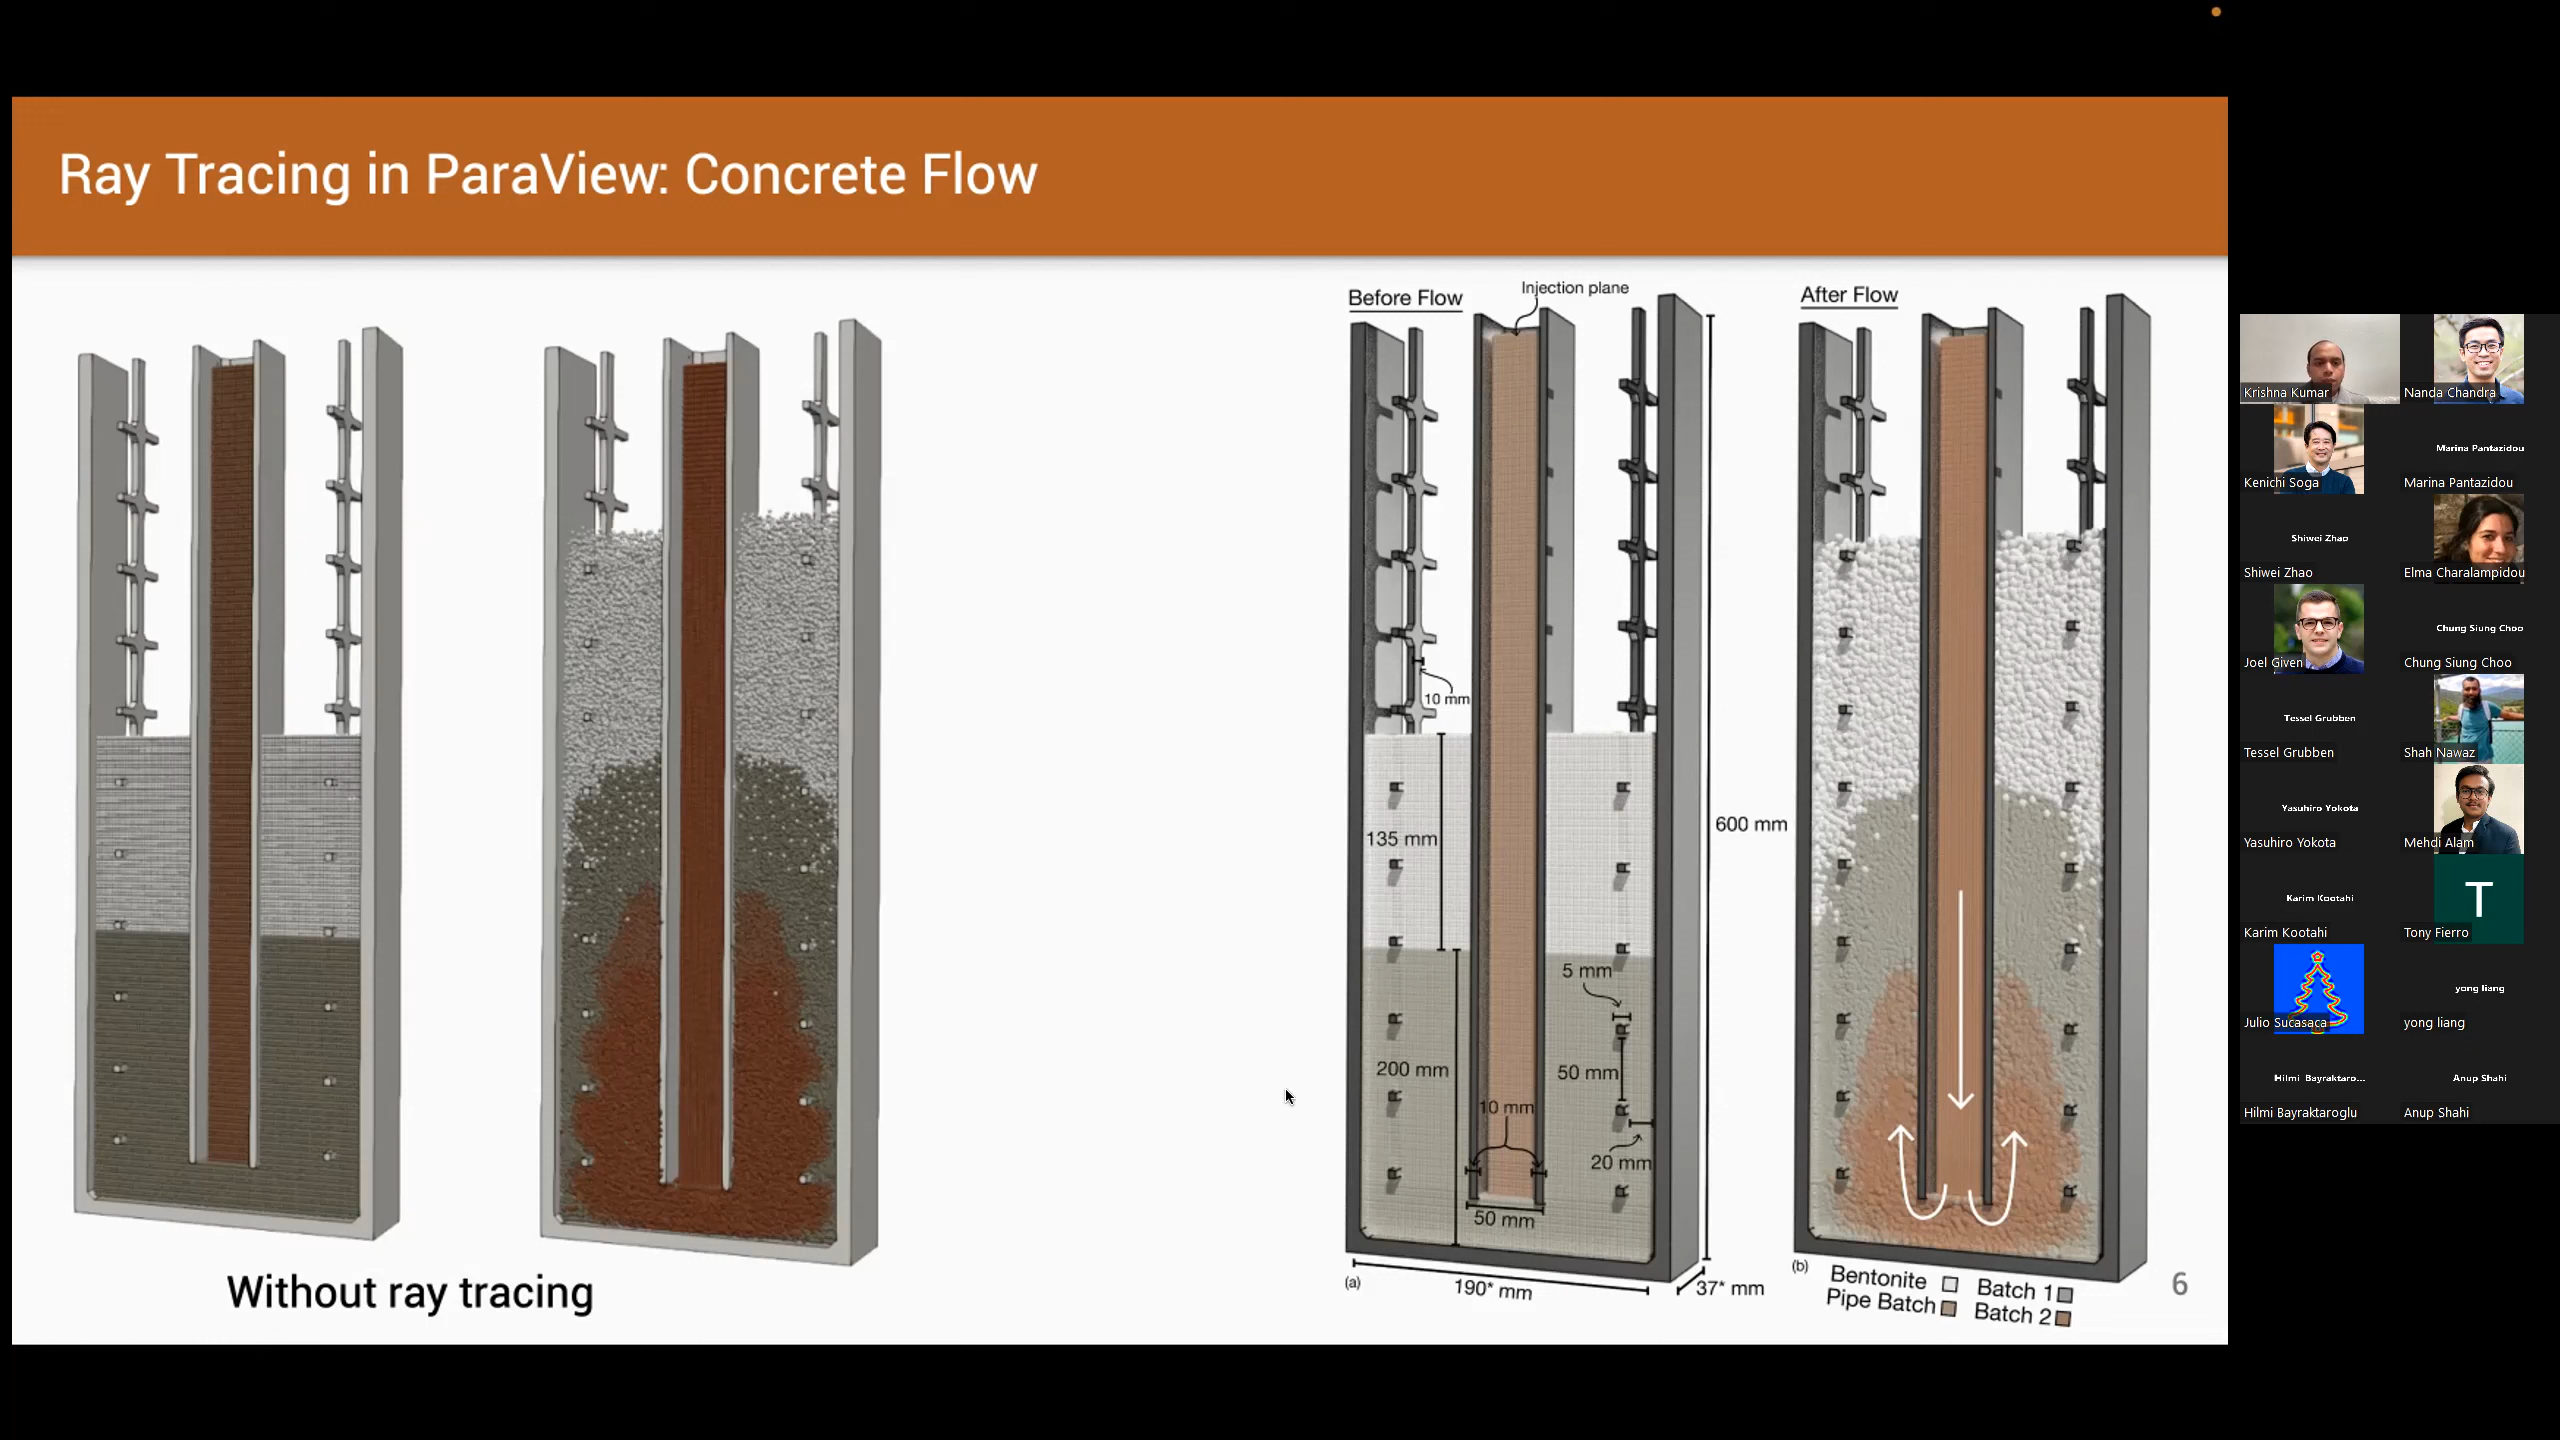 Ray Tracing in ParaView: Concrete Flow
Without ray tracing
Before Flow
Injection plane
After Flow
10 mm
135 mm
600 mm
5 mm
200 mm
50 mm
10 mm
20 mm
50 mm
(a)
190* mm
37* mm
(b)
Bentonite
Batch 1
Pipe Batch
Batch 2
6
Krishna Kumar
Nanda Chandra
Kenichi Soga
Marina Pantazidou
Marina Pantazidou
Shiwei Zhao
Shiwei Zhao
Elma Charalampidou
Joel Given
Chung Siung Choo
Chung Siung Choo
Tessel Grubben
Tessel Grubben
Shah Nawaz
Yasuhiro Yokota
Yasuhiro Yokota
Mehdi Alam
Karim Kootahi
Karim Kootahi
T
Tony Fierro
Julio Sucasaca
yong liang
yong liang
Hilmi Bayraktaro...
Hilmi Bayraktaroglu
Anup Shahi
Anup Shahi